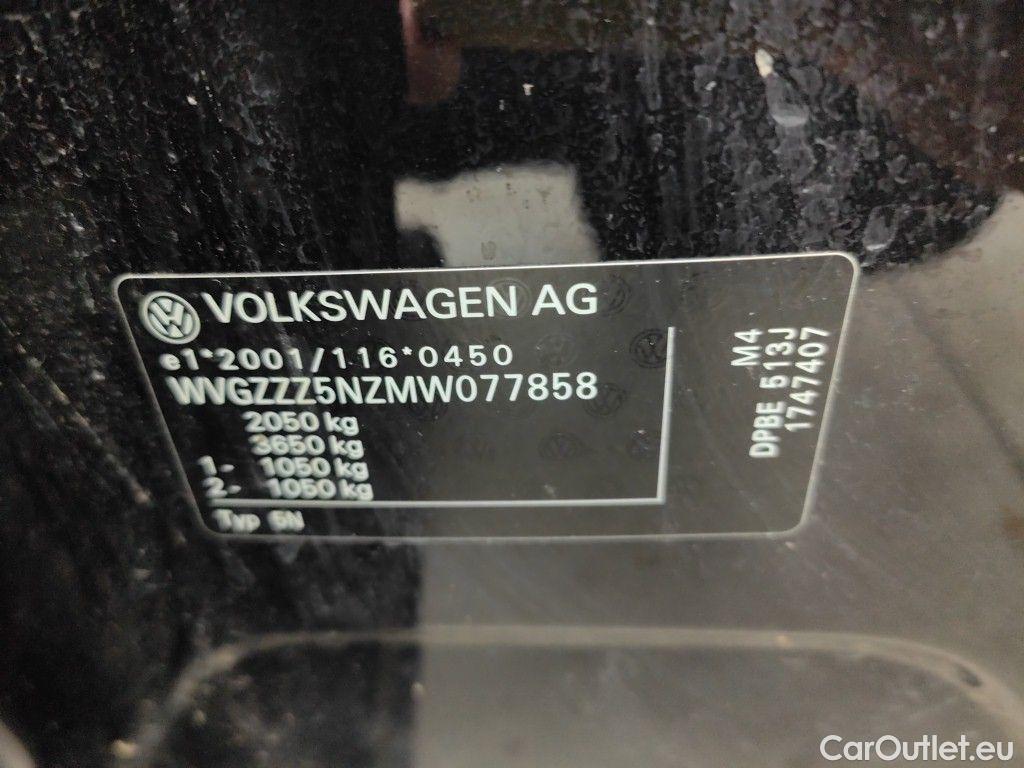 VOLKSWAGEN AG
e1*2001/116*0450
WVGZZZ5NZMW077858
2050 kg
3650 kg
1- 1050 kg
2- 1050 kg
Typ 5N
M4
DPBE 513J
1747407
CarOutlet.eu